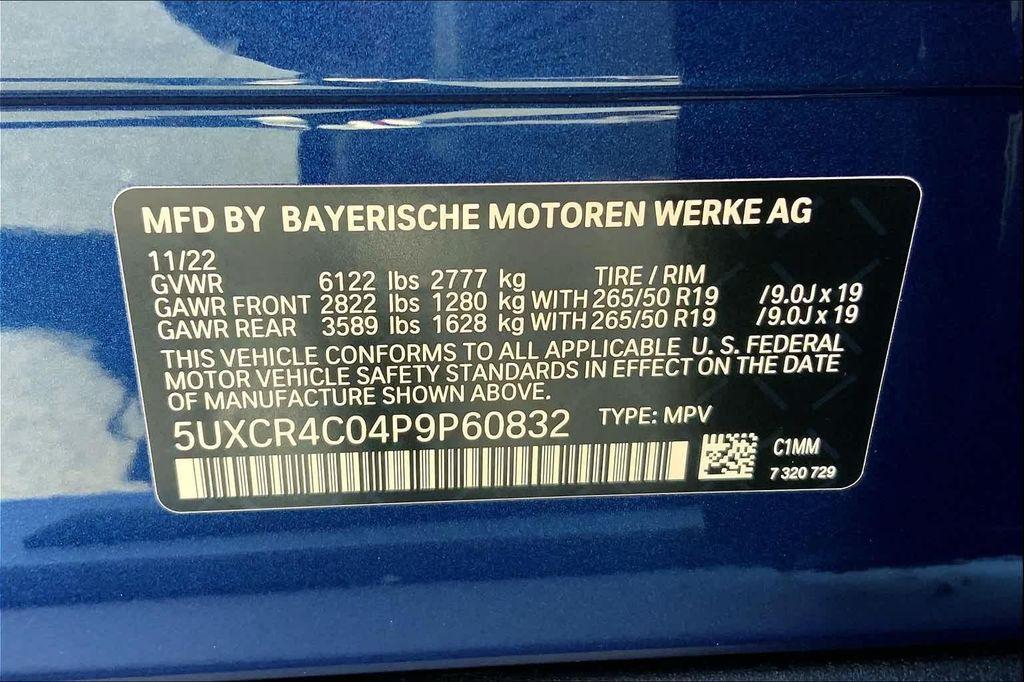 MFD BY BAYERISCHE MOTOREN WERKE AG
11/22
GVWR 6122 lbs 2777 kg TIRE / RIM
GAWR FRONT 2822 lbs 1280 kg WITH 265/50 R19 /9.0J x 19
GAWR REAR 3589 lbs 1628 kg WITH 265/50 R19 /9.0J x 19
THIS VEHICLE CONFORMS TO ALL APPLICABLE U. S. FEDERAL
MOTOR VEHICLE SAFETY STANDARDS IN EFFECT ON THE DATE
OF MANUFACTURE SHOWN ABOVE.
5UXCR4C04P9P60832 TYPE: MPV
C1MM
7 320 729